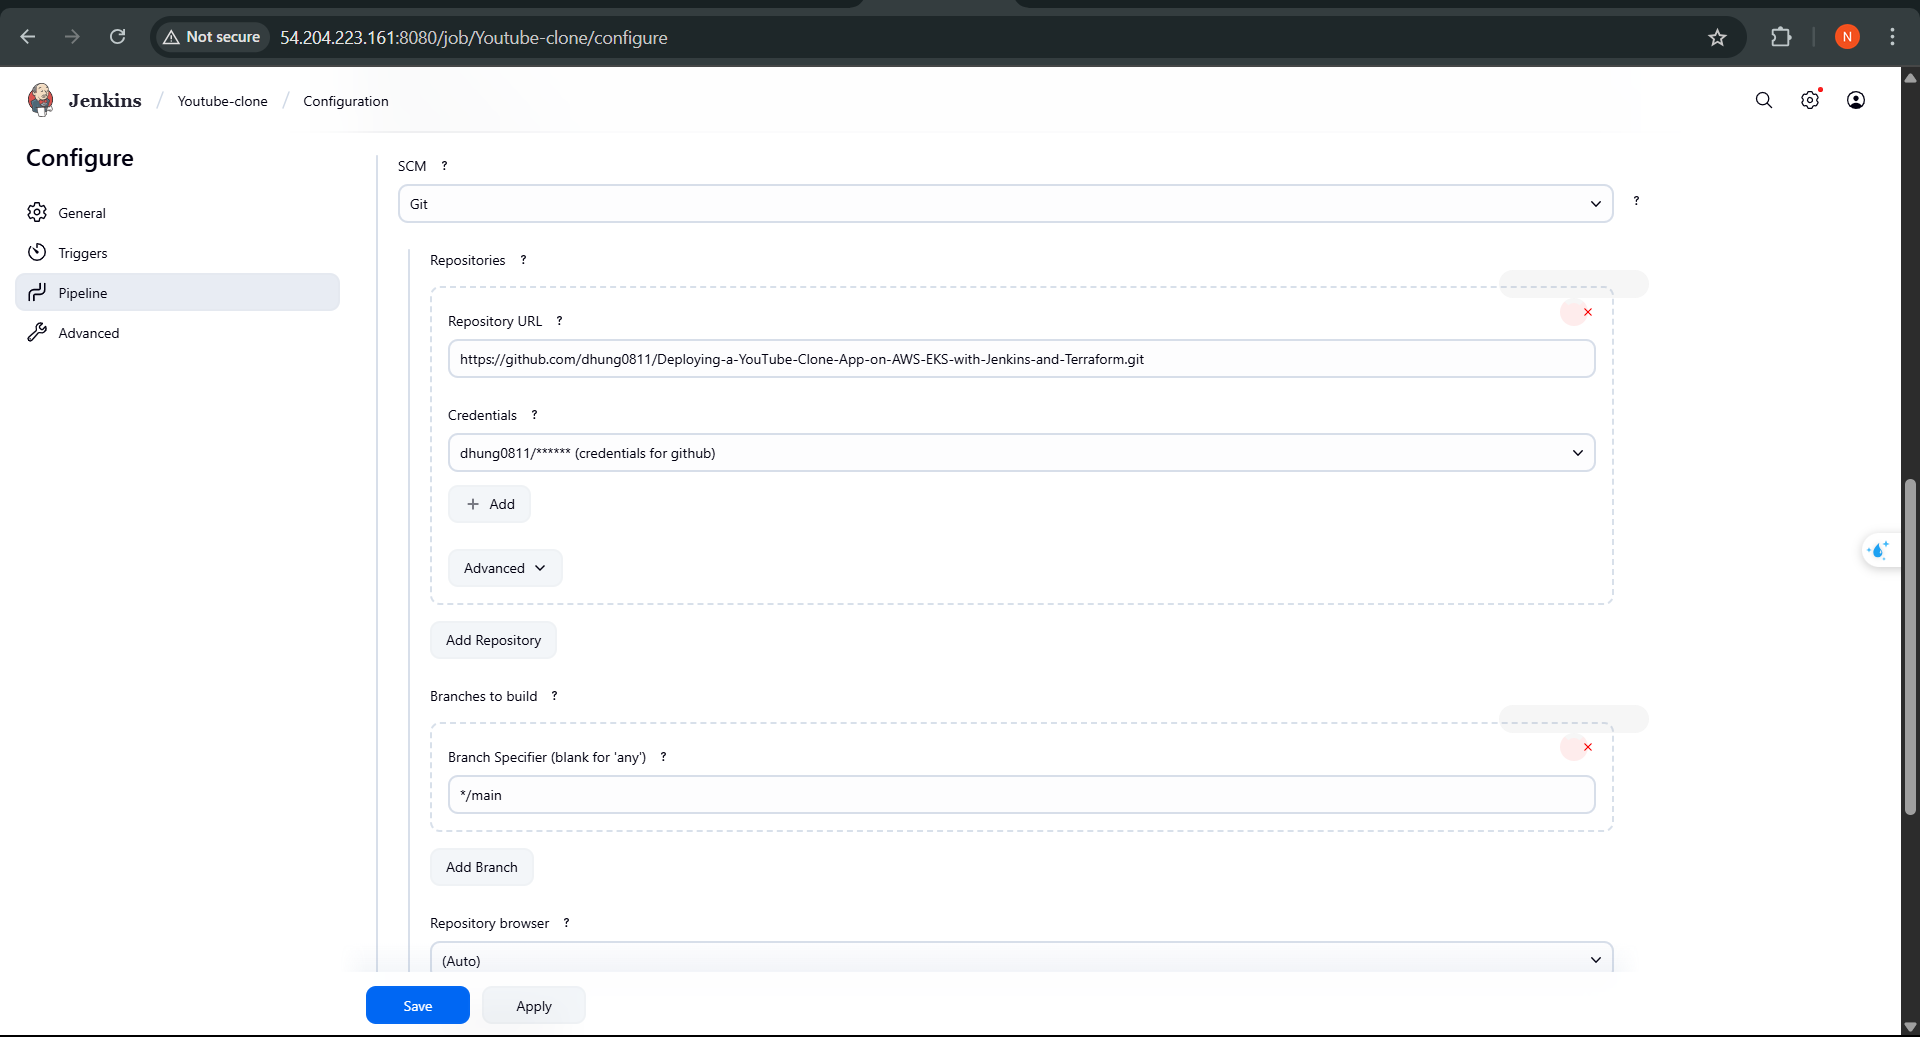 Not secure
54.204.223.161:8080/job/Youtube-clone/configure
N
Jenkins / Youtube-clone / Configuration
Configure
General
Triggers
Pipeline
Advanced
SCM ?
Git
?
Repositories ?
×
Repository URL ?
https://github.com/dhung0811/Deploying-a-YouTube-Clone-App-on-AWS-EKS-with-Jenkins-and-Terraform.git
Credentials ?
dhung0811/****** (credentials for github)
+ Add
Advanced
Add Repository
Branches to build ?
×
Branch Specifier (blank for 'any') ?
*/main
Add Branch
Repository browser ?
(Auto)
Save
Apply